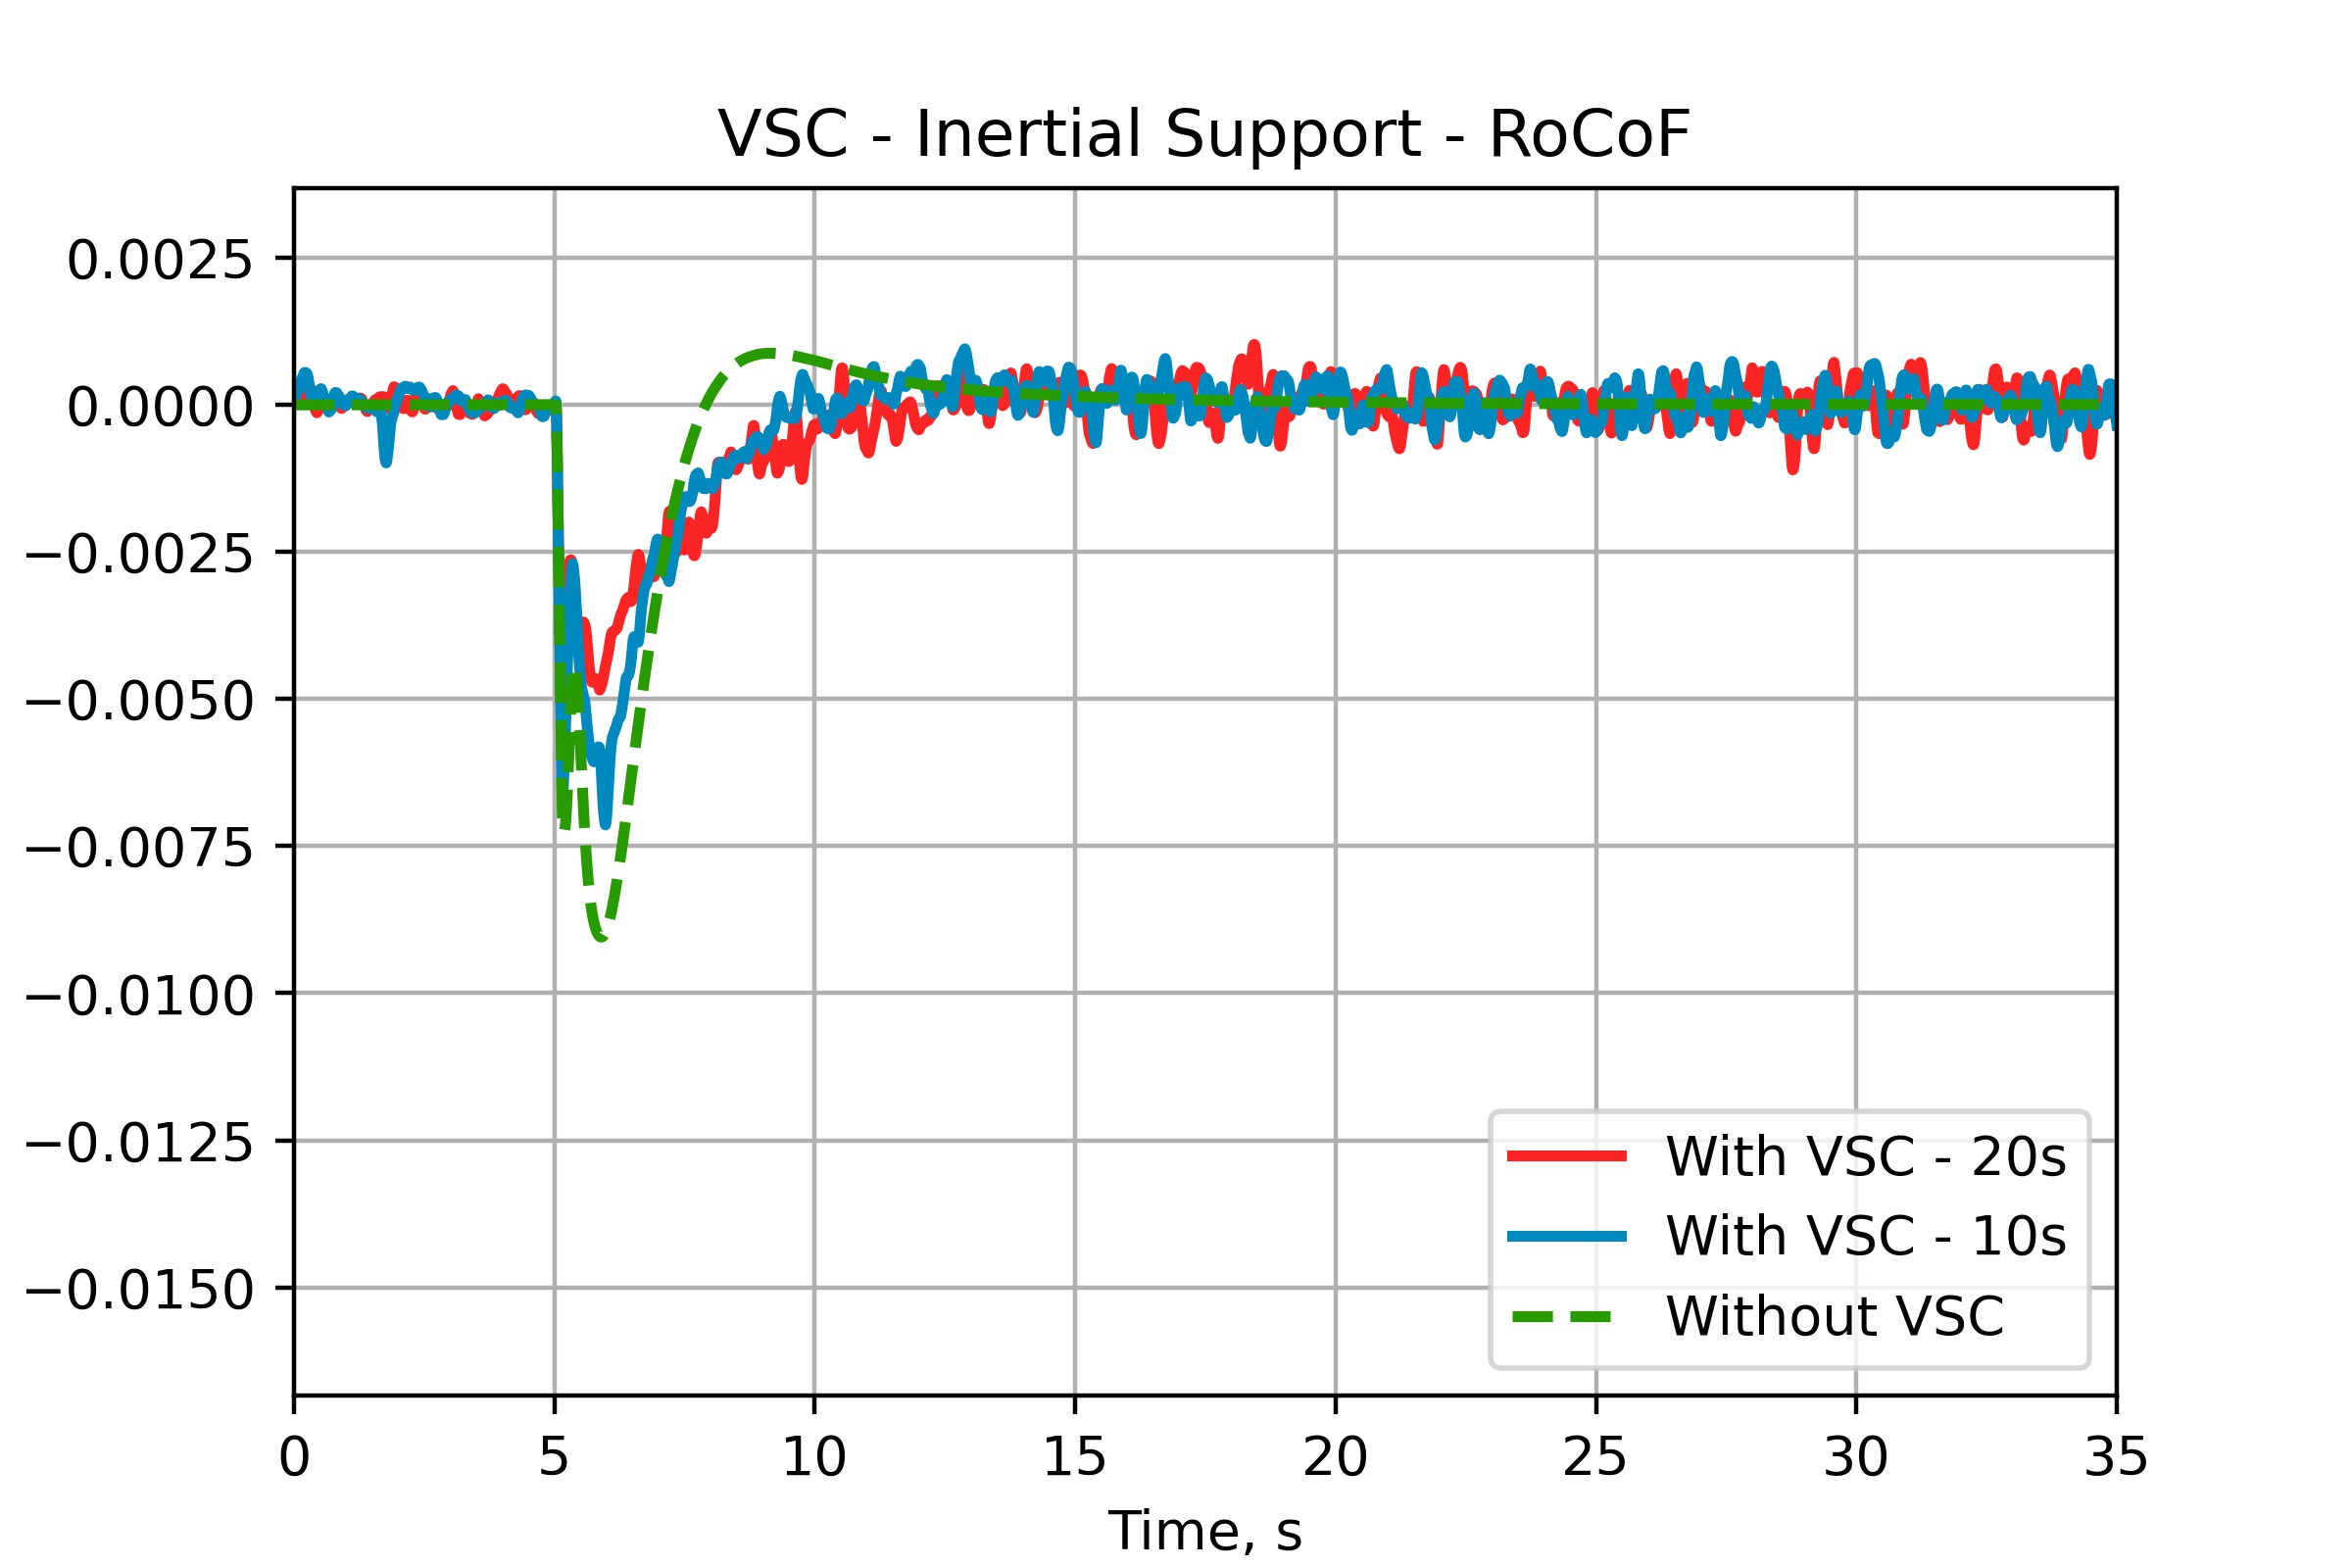 VSC - Inertial Support - RoCoF
0.0025
0.0000
−0.0025
−0.0050
−0.0075
−0.0100
−0.0125
−0.0150
With VSC - 20s
With VSC - 10s
Without VSC
0 5 10 15 20 25 30 35
Time, s